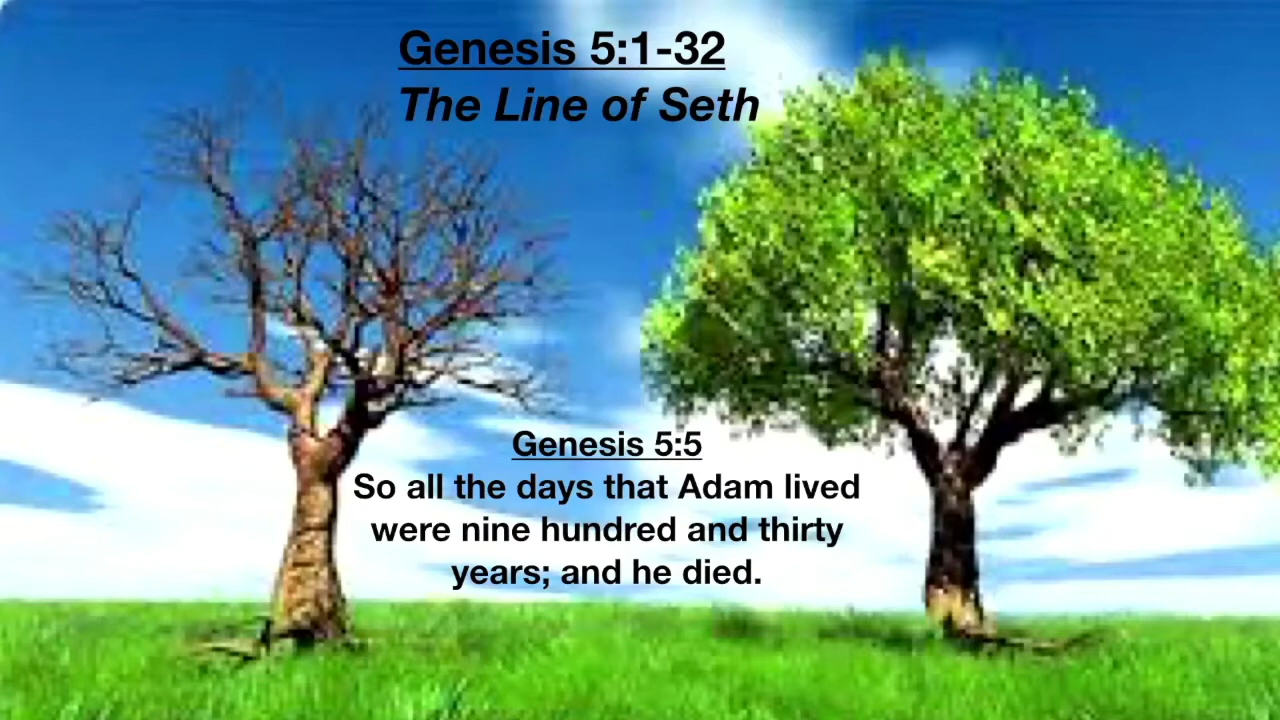 Genesis 5:1-32
The Line of Seth
Genesis 5:5
So all the days that Adam lived
were nine hundred and thirty
years; and he died.